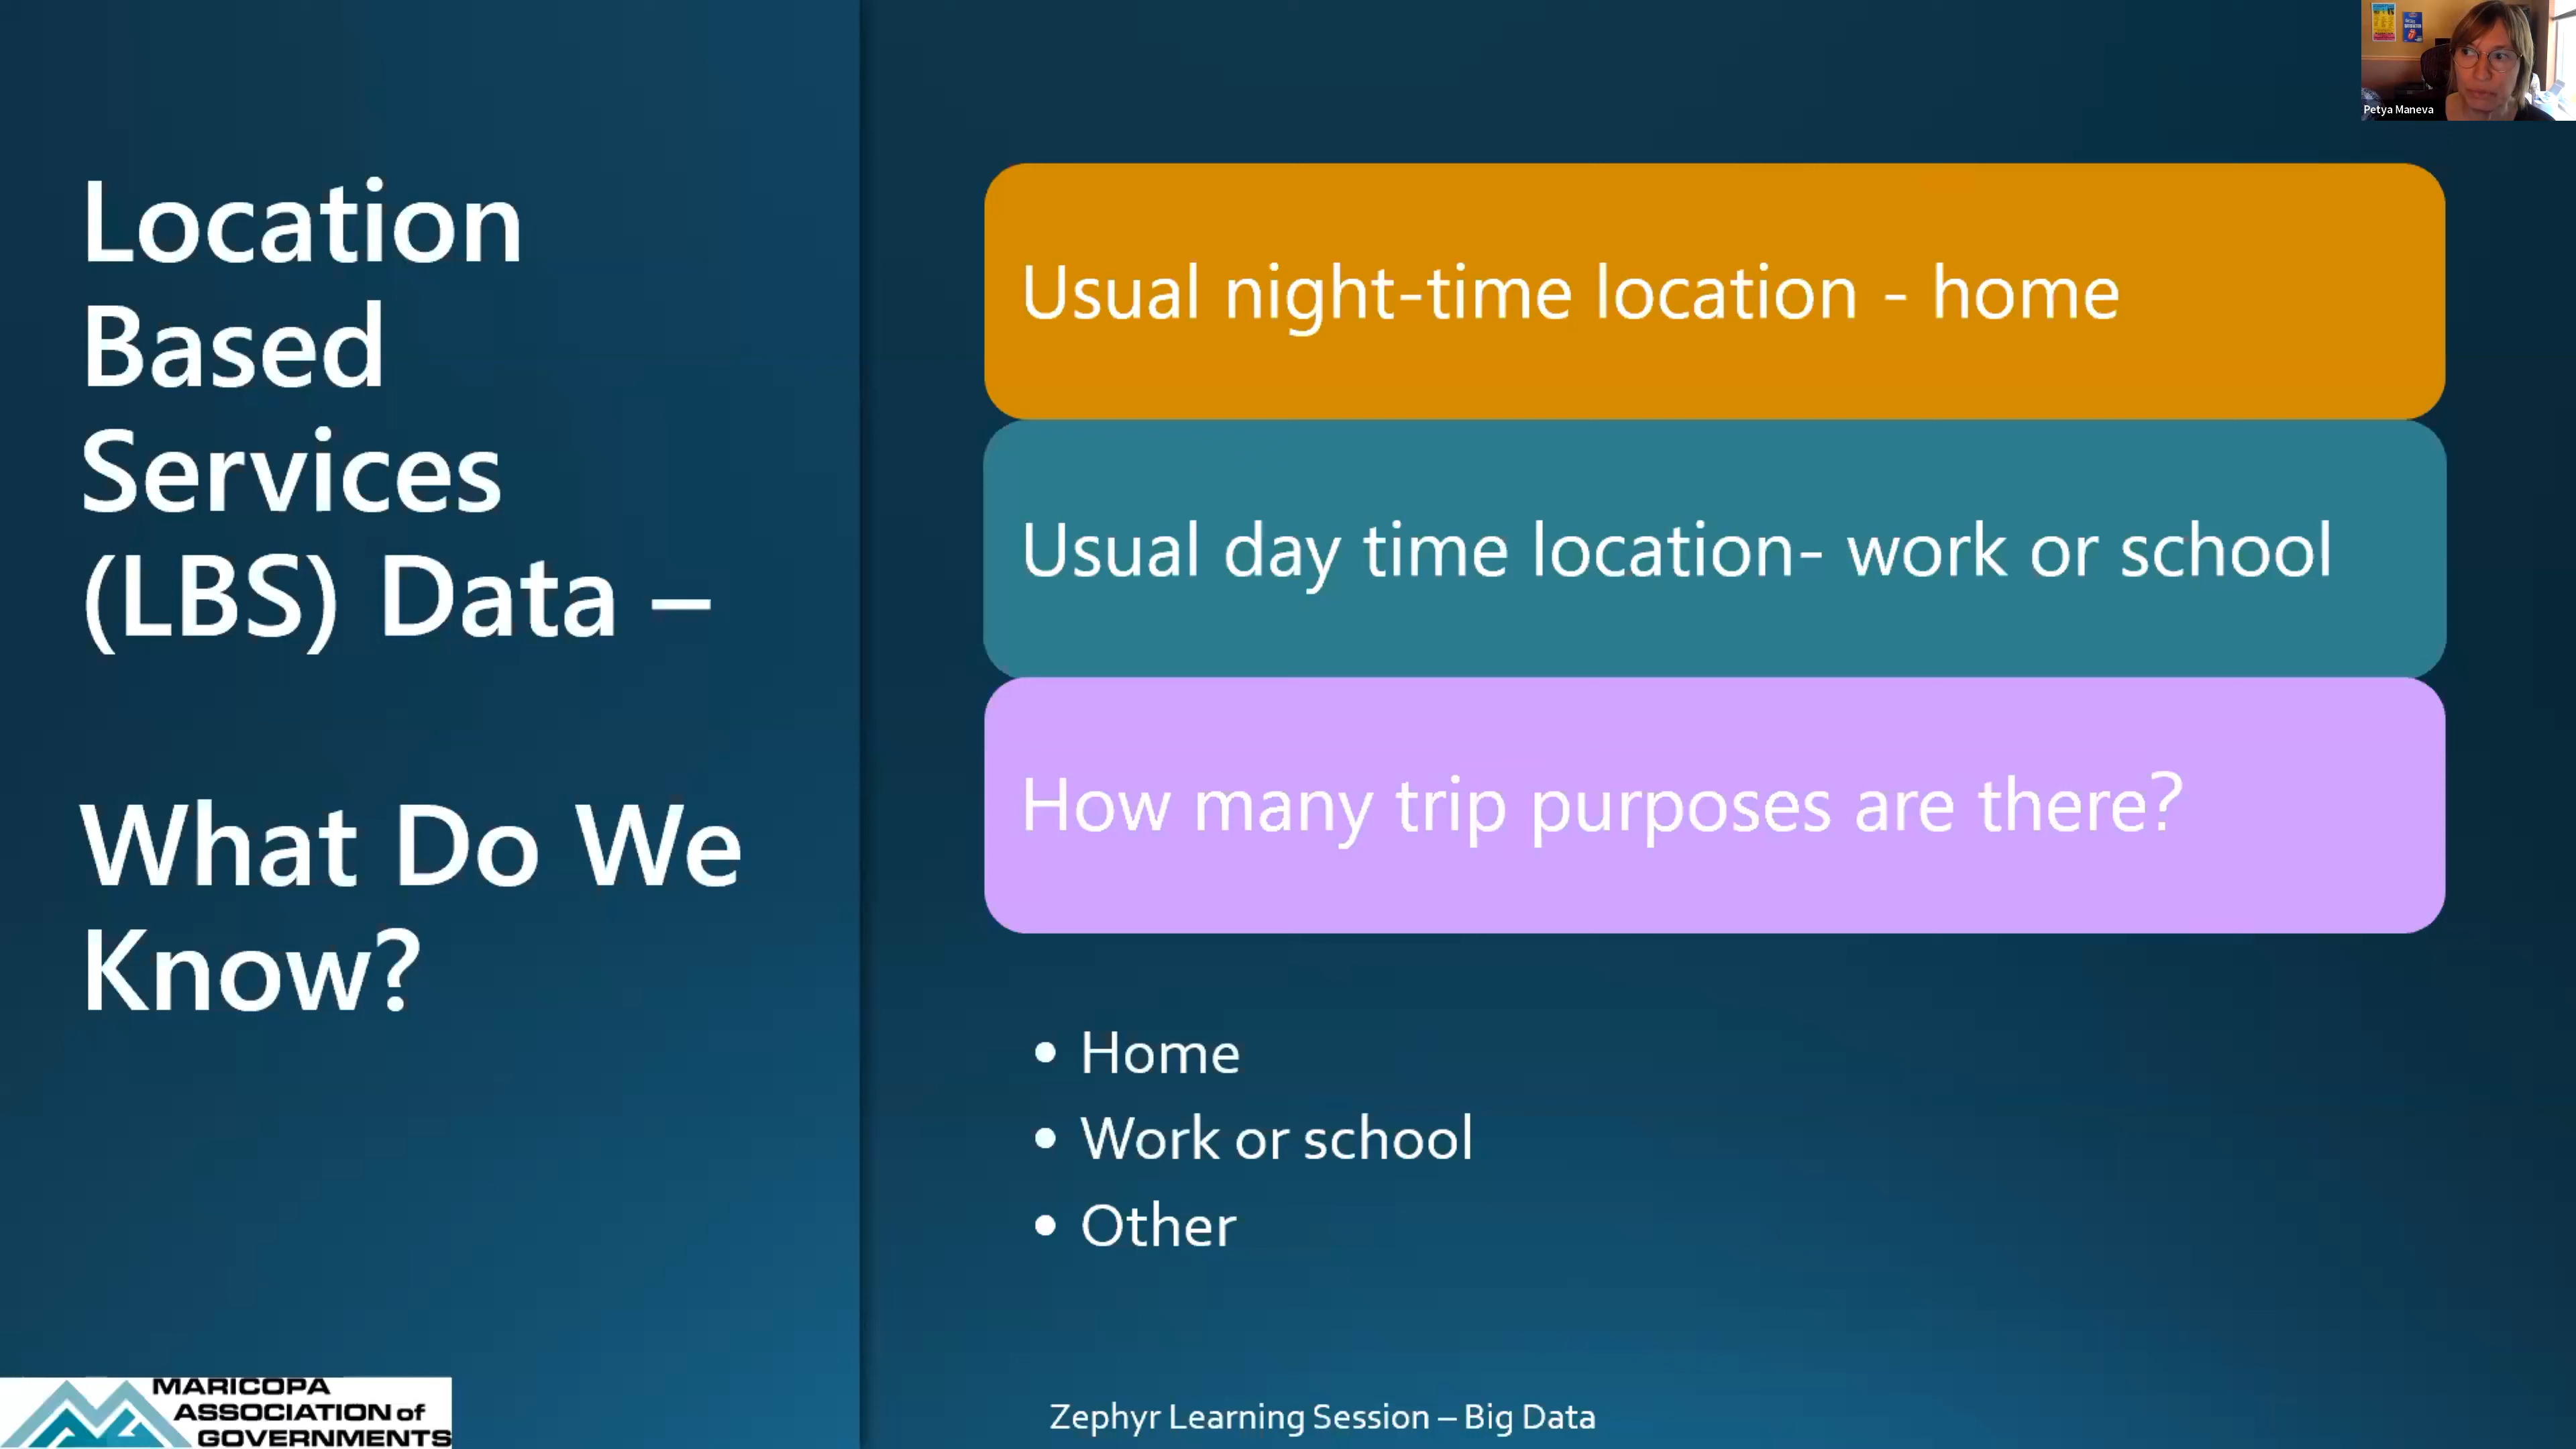 Location
Based
Services
(LBS) Data –
What Do We
Know?
Usual night-time location - home
Usual day time location- work or school
How many trip purposes are there?
• Home
• Work or school
• Other
Zephyr Learning Session – Big Data
MARICOPA
ASSOCIATION of
GOVERNMENTS
Petya Maneva